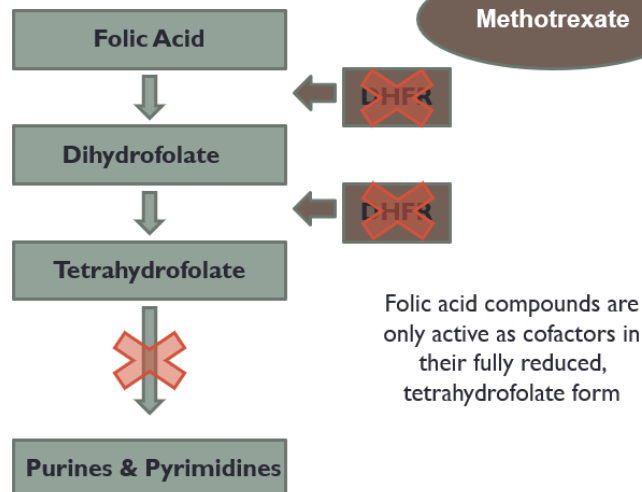 Methotrexate
Folic Acid
DHFR
Dihydrofolate
DHFR
Tetrahydrofolate
Folic acid compounds are
only active as cofactors in
their fully reduced,
tetrahydrofolate form
Purines & Pyrimidines